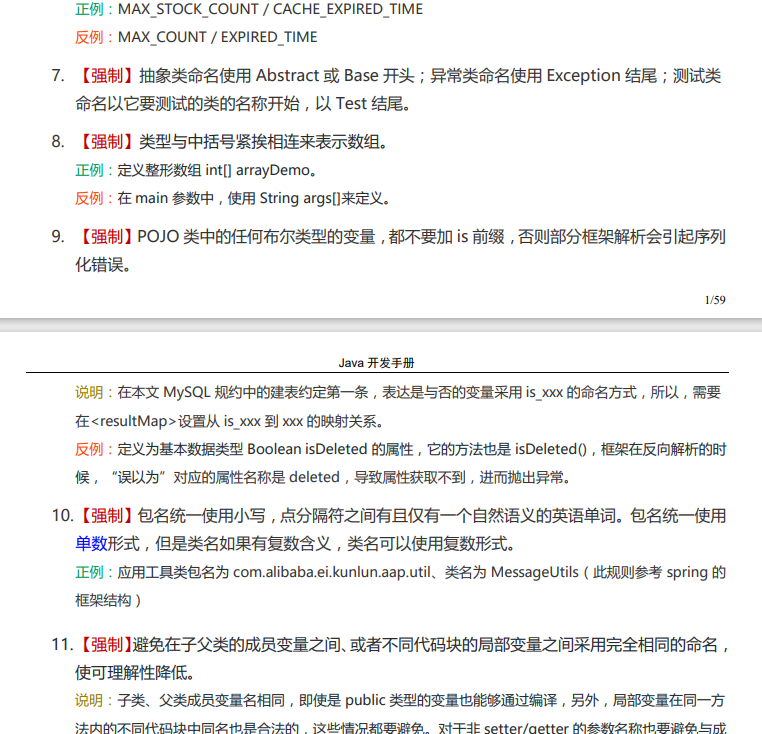 正例：MAX_STOCK_COUNT / CACHE_EXPIRED_TIME
反例：MAX_COUNT / EXPIRED_TIME
7. 【强制】抽象类命名使用 Abstract 或 Base 开头；异常类命名使用 Exception 结尾；测试类
命名以它要测试的类的名称开始，以 Test 结尾。
8. 【强制】类型与中括号紧挨相连来表示数组。
正例：定义整形数组 int[] arrayDemo。
反例：在 main 参数中，使用 String args[]来定义。
9. 【强制】POJO 类中的任何布尔类型的变量，都不要加 is 前缀，否则部分框架解析会引起序列
化错误。
1/59
Java 开发手册
说明：在本文 MySQL 规约中的建表约定第一条，表达是与否的变量采用 is_xxx 的命名方式，所以，需要
在<resultMap>设置从 is_xxx 到 xxx 的映射关系。
反例：定义为基本数据类型 Boolean isDeleted 的属性，它的方法也是 isDeleted()，框架在反向解析的时
候，“误以为”对应的属性名称是 deleted，导致属性获取不到，进而抛出异常。
10.【强制】包名统一使用小写，点分隔符之间有且仅有一个自然语义的英语单词。包名统一使用
单数形式，但是类名如果有复数含义，类名可以使用复数形式。
正例：应用工具类包名为 com.alibaba.ei.kunlun.aap.util、类名为 MessageUtils（此规则参考 spring 的
框架结构）
11.【强制】避免在子父类的成员变量之间、或者不同代码块的局部变量之间采用完全相同的命名，
使可理解性降低。
说明：子类、父类成员变量名相同，即使是 public 类型的变量也能够通过编译，另外，局部变量在同一方
法内的不同代码块中同名也是合法的，这些情况都要避免。对于非 setter/getter 的参数名称也要避免与成